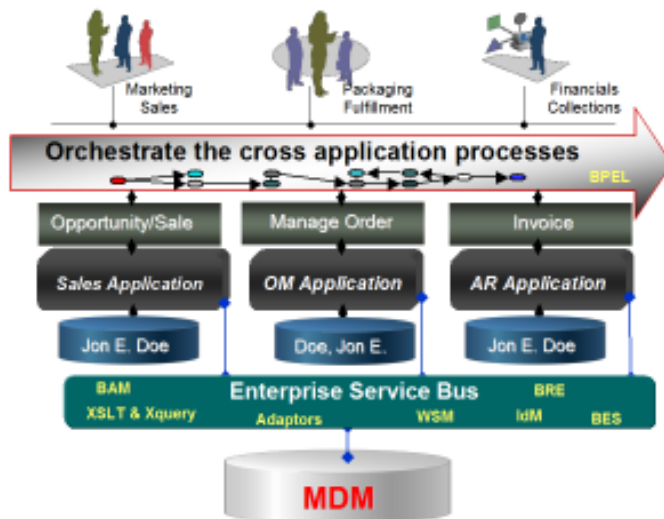 Marketing
Sales
Packaging
Fulfillment
Financials
Collections
Orchestrate the cross application processes
BPEL
Opportunity/Sale
Manage Order
Invoice
Sales Application
OM Application
AR Application
Jon E. Doe
Doe, Jon E.
Jon E. Doe
BAM
Enterprise Service Bus
BRE
XSLT & Xquery
Adaptors
WSM
IdM
BES
MDM